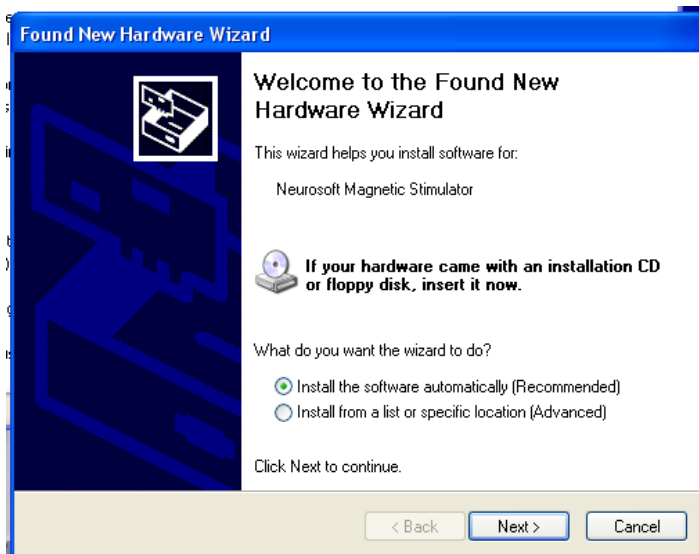 Found New Hardware Wizard
Welcome to the Found New
Hardware Wizard
This wizard helps you install software for:
Neurosoft Magnetic Stimulator
If your hardware came with an installation CD
or floppy disk, insert it now.
What do you want the wizard to do?
Install the software automatically (Recommended)
Install from a list or specific location (Advanced)
Click Next to continue.
< Back Next > Cancel